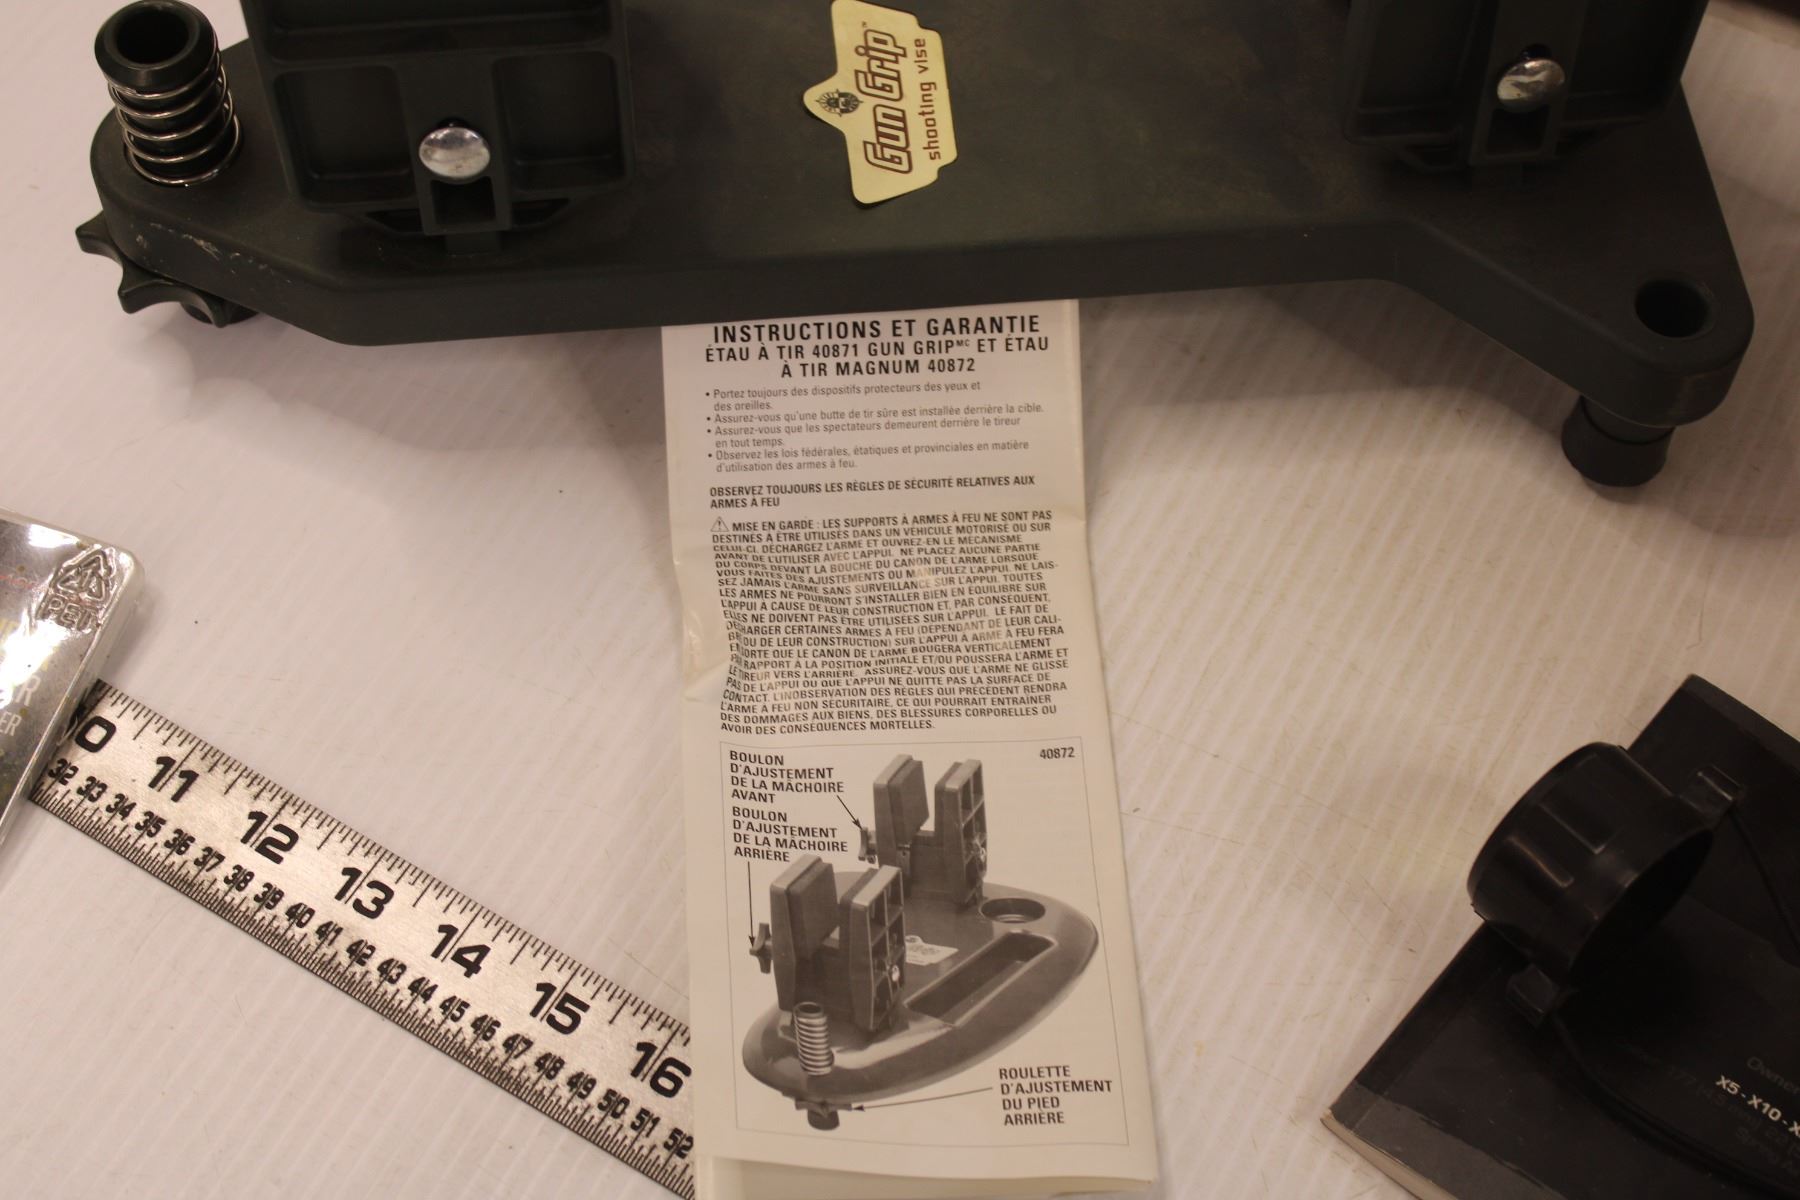 Gun Grip™
shooting vise
INSTRUCTIONS ET GARANTIE
ÉTAU À TIR 40871 GUN GRIPMC ET ÉTAU
À TIR MAGNUM 40872
• Portez toujours des dispositifs protecteurs des yeux et
des oreilles.
• Assurez-vous qu'une butte de tir sûre est installée derrière la cible.
• Assurez-vous que les spectateurs demeurent derrière le tireur
en tout temps.
• Observez les lois fédérales, étatiques et provinciales en matière
d'utilisation des armes à feu.
OBSERVEZ TOUJOURS LES RÈGLES DE SÉCURITÉ RELATIVES AUX
ARMES À FEU
MISE EN GARDE : LES SUPPORTS À ARMES À FEU NE SONT PAS
DESTINÉS À ÊTRE UTILISÉS DANS UN VÉHICULE MOTORISÉ OU SUR
CELUI-CI. DÉCHARGEZ L'ARME ET OUVREZ-EN LE MÉCANISME
AVANT DE L'UTILISER AVEC L'APPUI. NE PLACEZ AUCUNE PARTIE
DU CORPS DEVANT LA BOUCHE DU CANON DE L'ARME LORSQUE
VOUS FAITES DES AJUSTEMENTS OU MANIPULEZ L'APPUI. NE LAIS-
SEZ JAMAIS L'ARME SANS SURVEILLANCE SUR L'APPUI. TOUTES
LES ARMES NE POURRONT S'INSTALLER BIEN EN ÉQUILIBRE SUR
L'APPUI À CAUSE DE LEUR CONSTRUCTION ET, PAR CONSÉQUENT,
ELLES NE DOIVENT PAS ÊTRE UTILISÉES SUR L'APPUI. LE FAIT DE
DÉCHARGER CERTAINES ARMES À FEU (DÉPENDANT DE LEUR CALI-
BRE OU DE LEUR CONSTRUCTION) SUR L'APPUI À ARME À FEU FERA
EN SORTE QUE LE CANON DE L'ARME BOUGERA VERTICALEMENT
PAR RAPPORT À LA POSITION INITIALE ET/OU POUSSERA L'ARME ET
LE TIREUR VERS L'ARRIÈRE. ASSUREZ-VOUS QUE L'ARME NE GLISSE
PAS DE L'APPUI OU QUE L'APPUI NE QUITTE PAS LA SURFACE DE
CONTACT. L'INOBSERVATION DES RÈGLES QUI PRÉCÈDENT RENDRA
L'ARME À FEU NON SÉCURITAIRE, CE QUI POURRAIT ENTRAÎNER
DES DOMMAGES AUX BIENS, DES BLESSURES CORPORELLES OU
AVOIR DES CONSÉQUENCES MORTELLES.
40872
BOULON
D'AJUSTEMENT
DE LA MÂCHOIRE
AVANT
BOULON
D'AJUSTEMENT
DE LA MÂCHOIRE
ARRIÈRE
ROULETTE
D'AJUSTEMENT
DU PIED
ARRIÈRE
PET
0 11 12 13 14 15 16
32 33 34 35 36 37 38 39 40 41 42 43 44 45 46 47 48 49 50 51 52
X5-X10-X